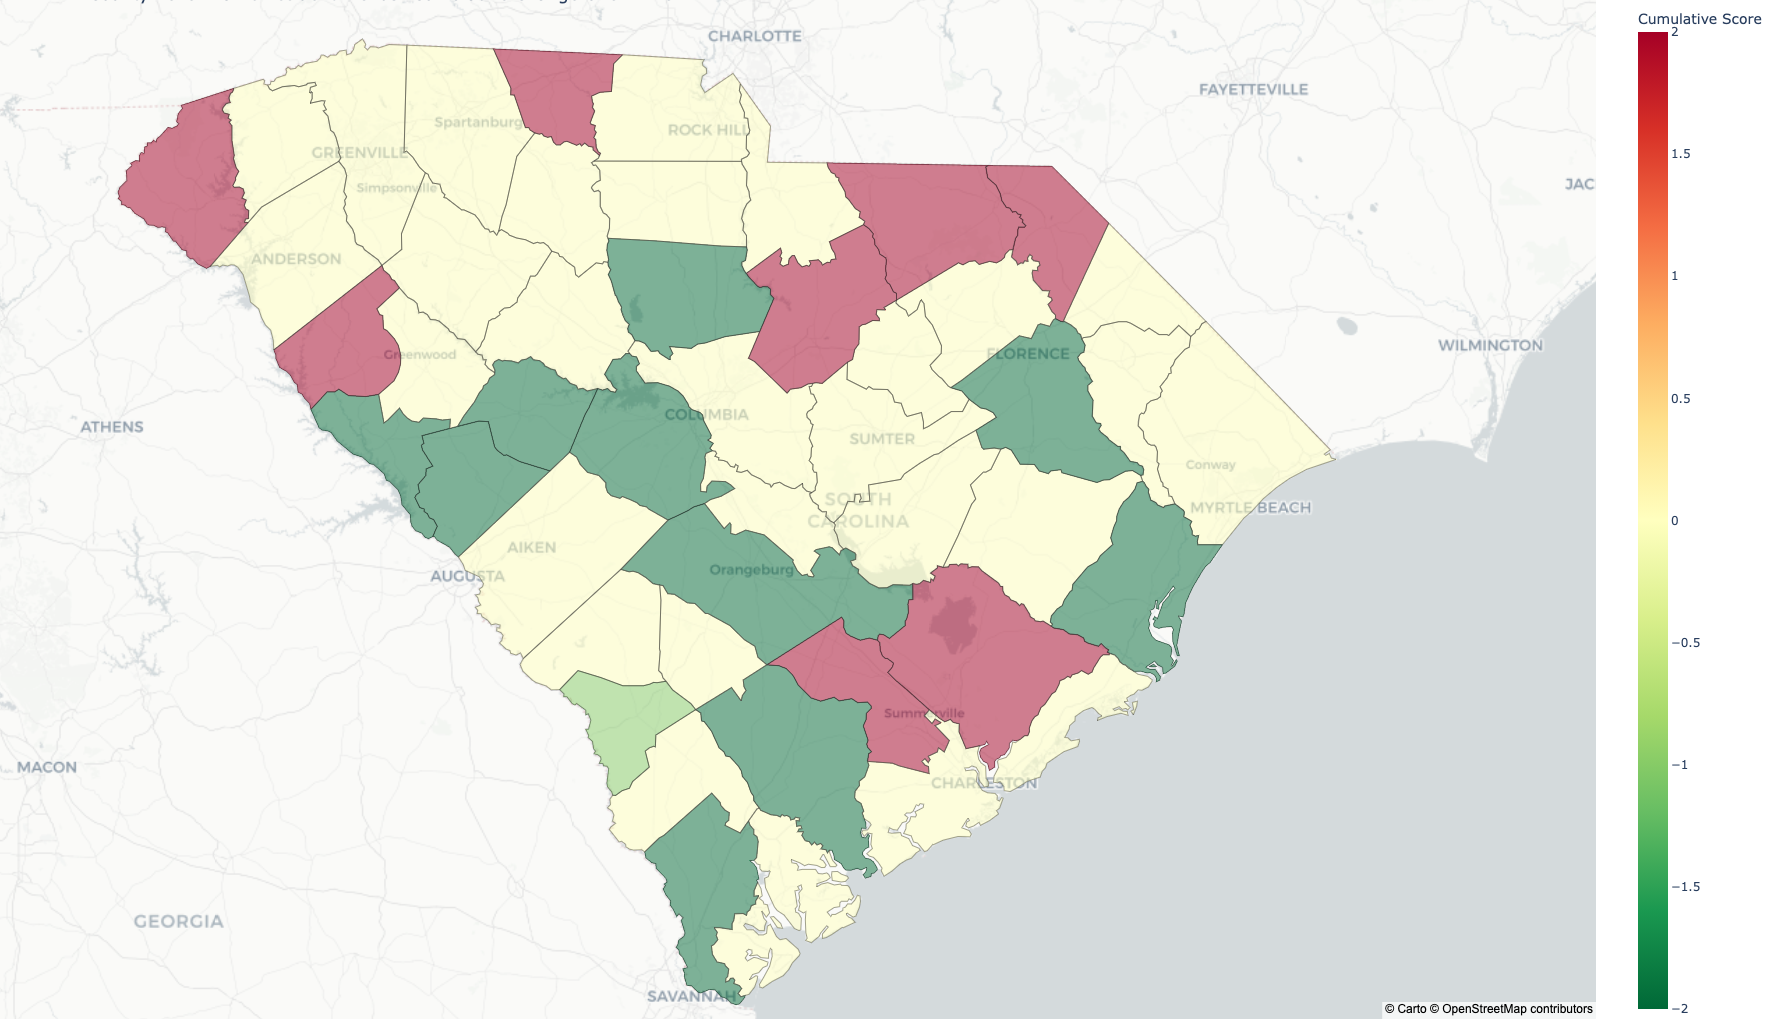 Cumulative Score
2
1.5
1
0.5
0
−0.5
−1
−1.5
−2
CHARLOTTE
FAYETTEVILLE
Spartanburg
ROCK HILL
GREENVILLE
Simpsonville
JAC
ANDERSON
WILMINGTON
Greenwood
FLORENCE
ATHENS
COLUMBIA
SUMTER
Conway
SOUTH
CAROLINA
MYRTLE BEACH
AIKEN
AUGUSTA
Orangeburg
Summerville
MACON
CHARLESTON
GEORGIA
SAVANNAH
© Carto © OpenStreetMap contributors